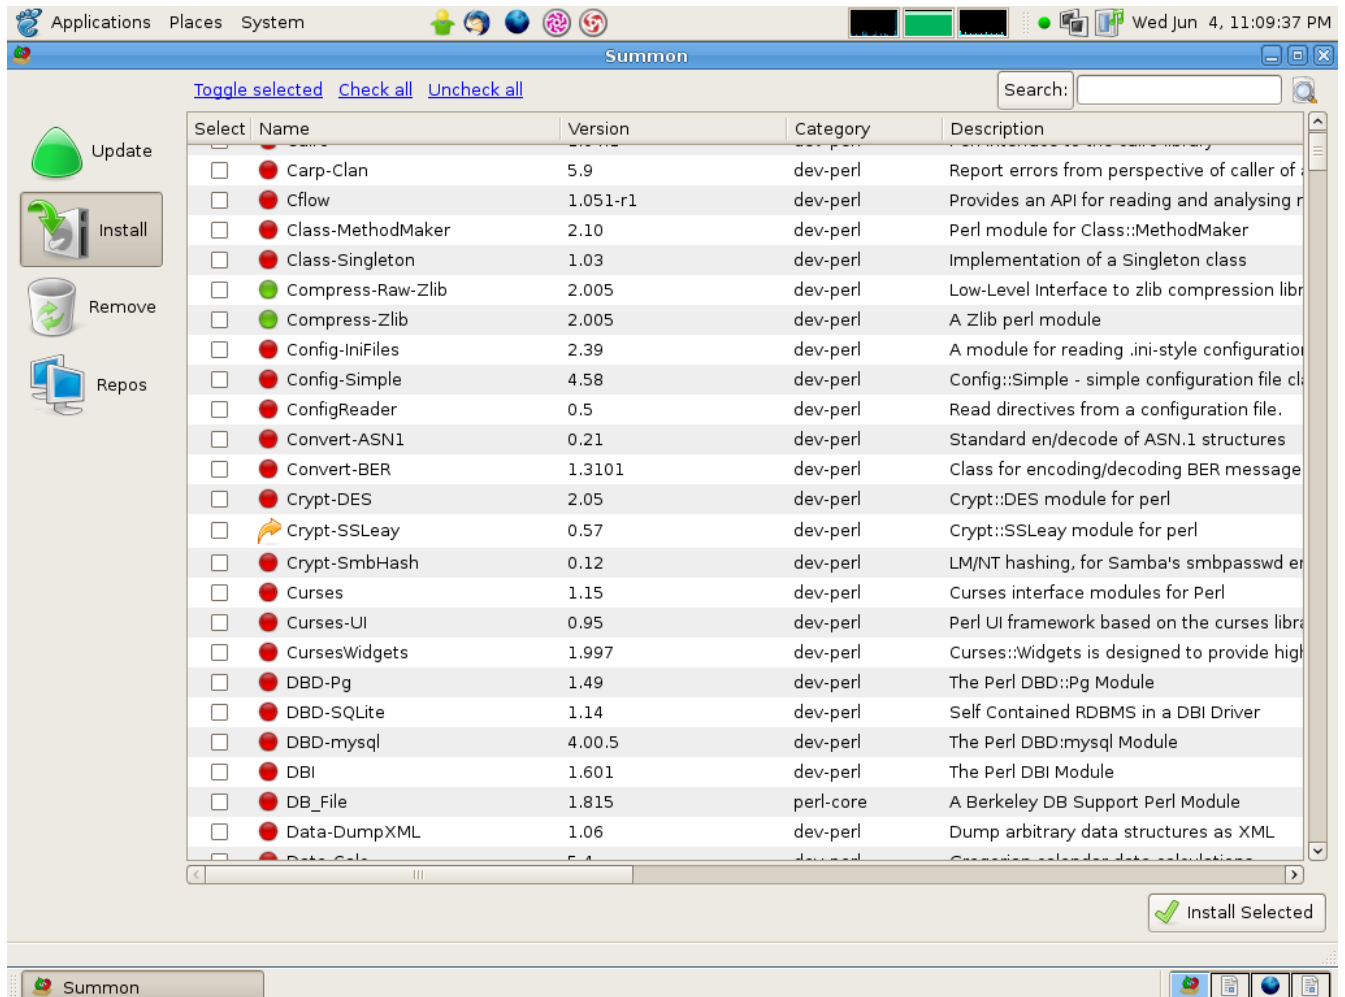 Applications Places System Wed Jun 4, 11:09:37 PM
Summon
Toggle selected Check all Uncheck all Search:
Select Name Version Category Description
Update
Install
Remove
Repos
Carp-Clan 5.9 dev-perl Report errors from perspective of caller of
Cflow 1.051-r1 dev-perl Provides an API for reading and analysing
Class-MethodMaker 2.10 dev-perl Perl module for Class::MethodMaker
Class-Singleton 1.03 dev-perl Implementation of a Singleton class
Compress-Raw-Zlib 2.005 dev-perl Low-Level Interface to zlib compression libr
Compress-Zlib 2.005 dev-perl A Zlib perl module
Config-IniFiles 2.39 dev-perl A module for reading .ini-style configuration
Config-Simple 4.58 dev-perl Config::Simple - simple configuration file cl
ConfigReader 0.5 dev-perl Read directives from a configuration file.
Convert-ASN1 0.21 dev-perl Standard en/decode of ASN.1 structures
Convert-BER 1.3101 dev-perl Class for encoding/decoding BER message
Crypt-DES 2.05 dev-perl Crypt::DES module for perl
Crypt-SSLeay 0.57 dev-perl Crypt::SSLeay module for perl
Crypt-SmbHash 0.12 dev-perl LM/NT hashing, for Samba's smbpasswd
Curses 1.15 dev-perl Curses interface modules for Perl
Curses-UI 0.95 dev-perl Perl UI framework based on the curses libr
CursesWidgets 1.997 dev-perl Curses::Widgets is designed to provide high
DBD-Pg 1.49 dev-perl The Perl DBD::Pg Module
DBD-SQLite 1.14 dev-perl Self Contained RDBMS in a DBI Driver
DBD-mysql 4.00.5 dev-perl The Perl DBD:mysql Module
DBI 1.601 dev-perl The Perl DBI Module
DB_File 1.815 perl-core A Berkeley DB Support Perl Module
Data-DumpXML 1.06 dev-perl Dump arbitrary data structures as XML
Install Selected
Summon